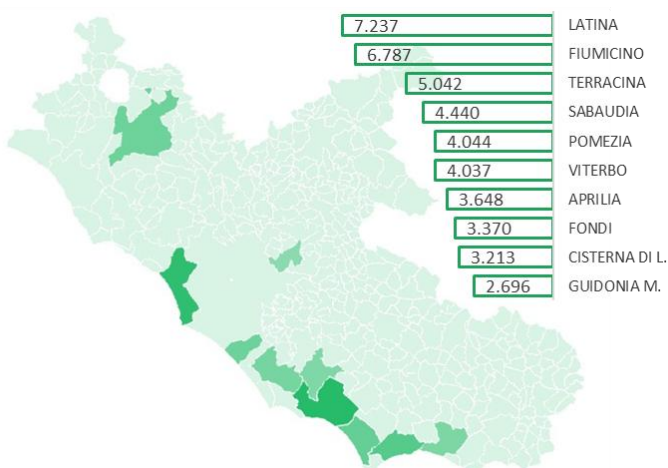 7.237 LATINA
6.787 FIUMICINO
5.042 TERRACINA
4.440 SABAUDIA
4.044 POMEZIA
4.037 VITERBO
3.648 APRILIA
3.370 FONDI
3.213 CISTERNA DI L.
2.696 GUIDONIA M.